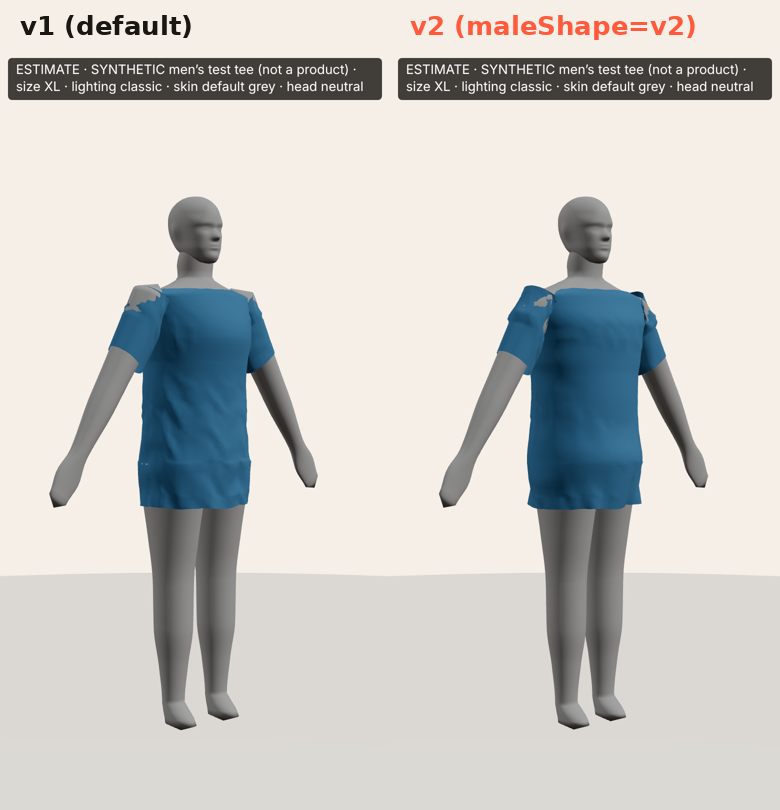 v1 (default)
ESTIMATE · SYNTHETIC men’s test tee (not a product) ·
size XL · lighting classic · skin default grey · head neutral
v2 (maleShape=v2)
ESTIMATE · SYNTHETIC men’s test tee (not a product) ·
size XL · lighting classic · skin default grey · head neutral